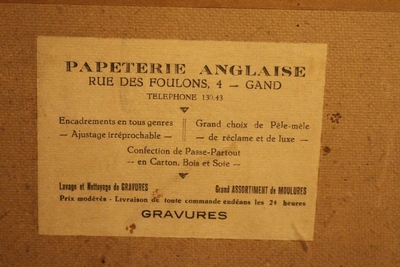 PAPETERIE ANGLAISE
RUE DES FOULONS, 4 — GAND
TELEPHONE 130.43
Encadrements en tous genres
— Ajustage irréprochable —
Grand choix de Pêle-mêle
— de réclame et de luxe —
Confection de Passe-Partout
— en Carton, Bois et Soie —
Lavage et Nettoyage de GRAVURES
Grand ASSORTIMENT de MOULURES
Prix modérés - Livraison de toute commande endéans les 24 heures
GRAVURES